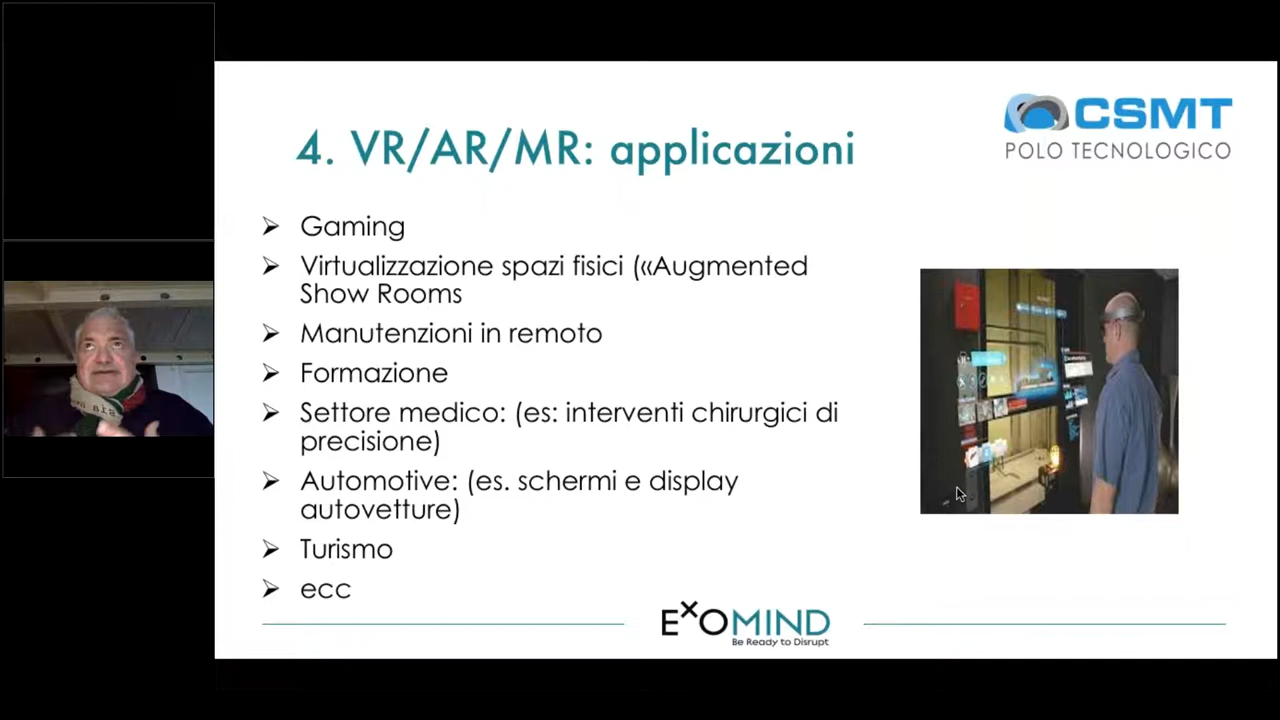 CSMT
POLO TECNOLOGICO
4. VR/AR/MR: applicazioni
Gaming
Virtualizzazione spazi fisici («Augmented
Show Rooms
Manutenzioni in remoto
Formazione
Settore medico: (es: interventi chirurgici di
precisione)
Automotive: (es. schermi e display
autovetture)
Turismo
ecc
EXOMIND
Be Ready to Disrupt